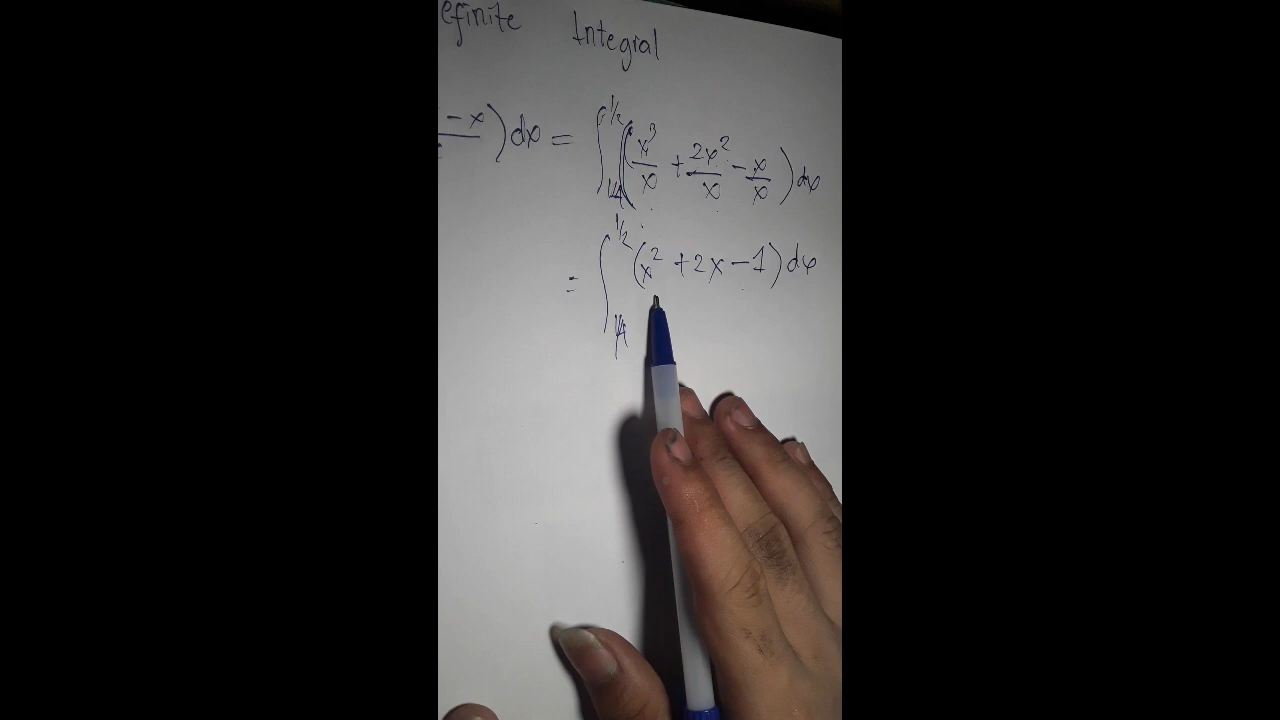 efinite Integral
- x) dx = ∫_{1/4}^{1/2} (x³/x + 2x²/x - x/x) dx
= ∫_{1/4}^{1/2} (x² + 2x - 1) dx